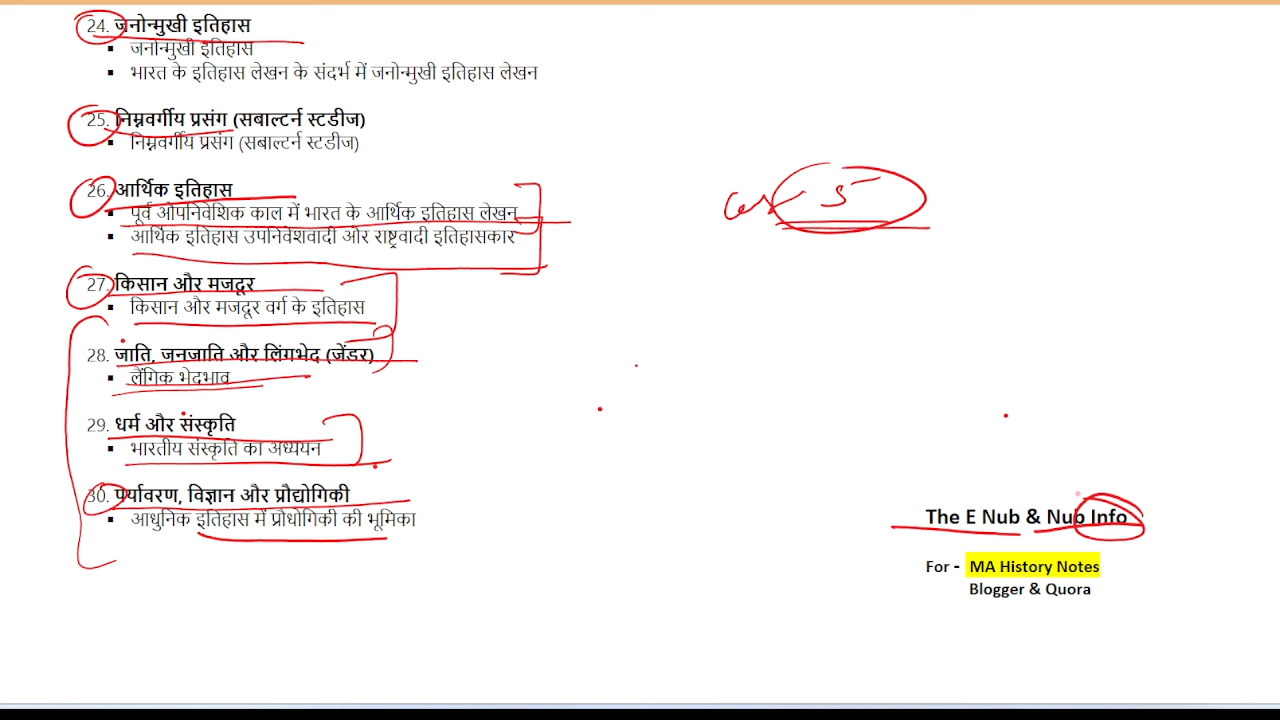 24. जनोन्मुखी इतिहास
▪ जनोन्मुखी इतिहास
▪ भारत के इतिहास लेखन के संदर्भ में जनोन्मुखी इतिहास लेखन
25. निम्नवर्गीय प्रसंग (सबाल्टर्न स्टडीज)
▪ निम्नवर्गीय प्रसंग (सबाल्टर्न स्टडीज)
26. आर्थिक इतिहास
▪ पूर्व औपनिवेशिक काल में भारत के आर्थिक इतिहास लेखन
▪ आर्थिक इतिहास उपनिवेशवादी और राष्ट्रवादी इतिहासकार
27. किसान और मजदूर
▪ किसान और मजदूर वर्ग के इतिहास
28. जाति, जनजाति और लिंगभेद (जेंडर)
▪ लैंगिक भेदभाव
29. धर्म और संस्कृति
▪ भारतीय संस्कृति का अध्ययन
30. पर्यावरण, विज्ञान और प्रौद्योगिकी
▪ आधुनिक इतिहास में प्रौधोगिकी की भूमिका
The E Nub & Nub Info
For - MA History Notes
Blogger & Quora